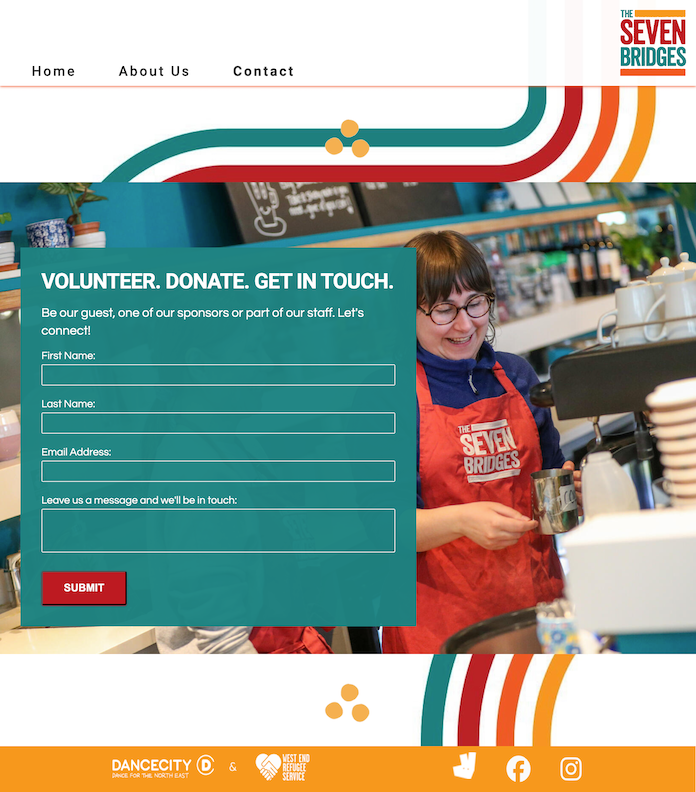 THE
SEVEN
BRIDGES
Home About Us Contact
VOLUNTEER. DONATE. GET IN TOUCH.
Be our guest, one of our sponsors or part of our staff. Let's
connect!
First Name:
Last Name:
Email Address:
Leave us a message and we'll be in touch:
SUBMIT
THE
SEVEN
BRIDGES
DANCECITY D & WEST END
REFUGEE
SERVICE
DANCE FOR THE NORTH EAST